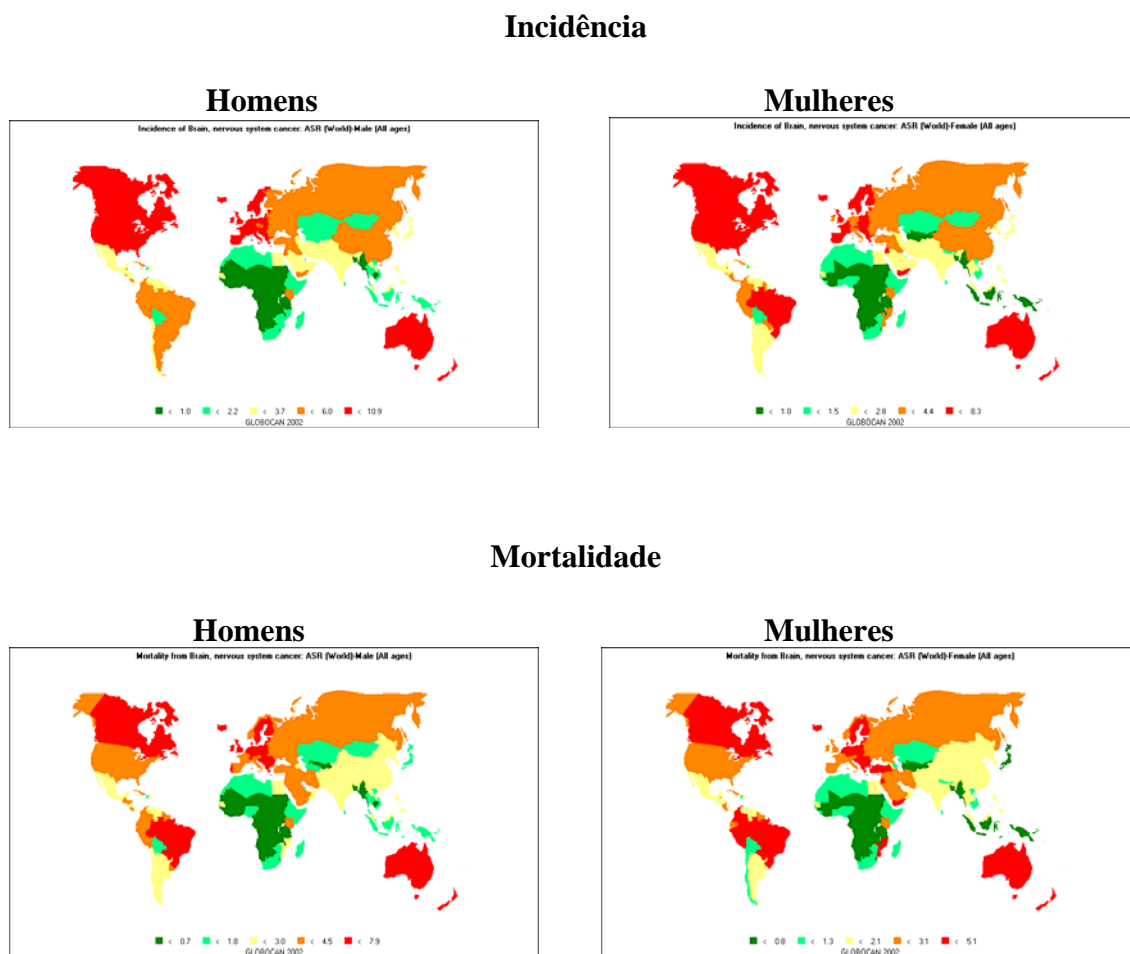 Incidência
Homens
Mulheres
Incidence of Brain, nervous system cancer: ASR (World)-Male (All ages)
Incidence of Brain, nervous system cancer: ASR (World)-Female (All ages)
< 1.0 < 2.2 < 3.7 < 6.0 < 10.9
GLOBOCAN 2002
< 1.0 < 1.5 < 2.8 < 4.4 < 8.3
GLOBOCAN 2002
Mortalidade
Homens
Mulheres
Mortality from Brain, nervous system cancer: ASR (World)-Male (All ages)
Mortality from Brain, nervous system cancer: ASR (World)-Female (All ages)
< 0.7 < 1.8 < 3.0 < 4.5 < 7.9
GLOBOCAN 2002
< 0.8 < 1.3 < 2.1 < 3.1 < 5.1
GLOBOCAN 2002